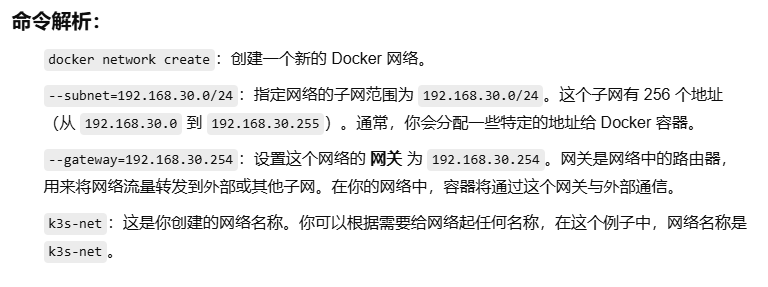 命令解析：
docker network create：创建一个新的 Docker 网络。
--subnet=192.168.30.0/24：指定网络的子网范围为 192.168.30.0/24。这个子网有 256 个地址
（从 192.168.30.0 到 192.168.30.255）。通常，你会分配一些特定的地址给 Docker 容器。
--gateway=192.168.30.254：设置这个网络的 网关 为 192.168.30.254。网关是网络中的路由器，
用来将网络流量转发到外部或其他子网。在你的网络中，容器将通过这个网关与外部通信。
k3s-net：这是你创建的网络名称。你可以根据需要给网络起任何名称，在这个例子中，网络名称是
k3s-net。